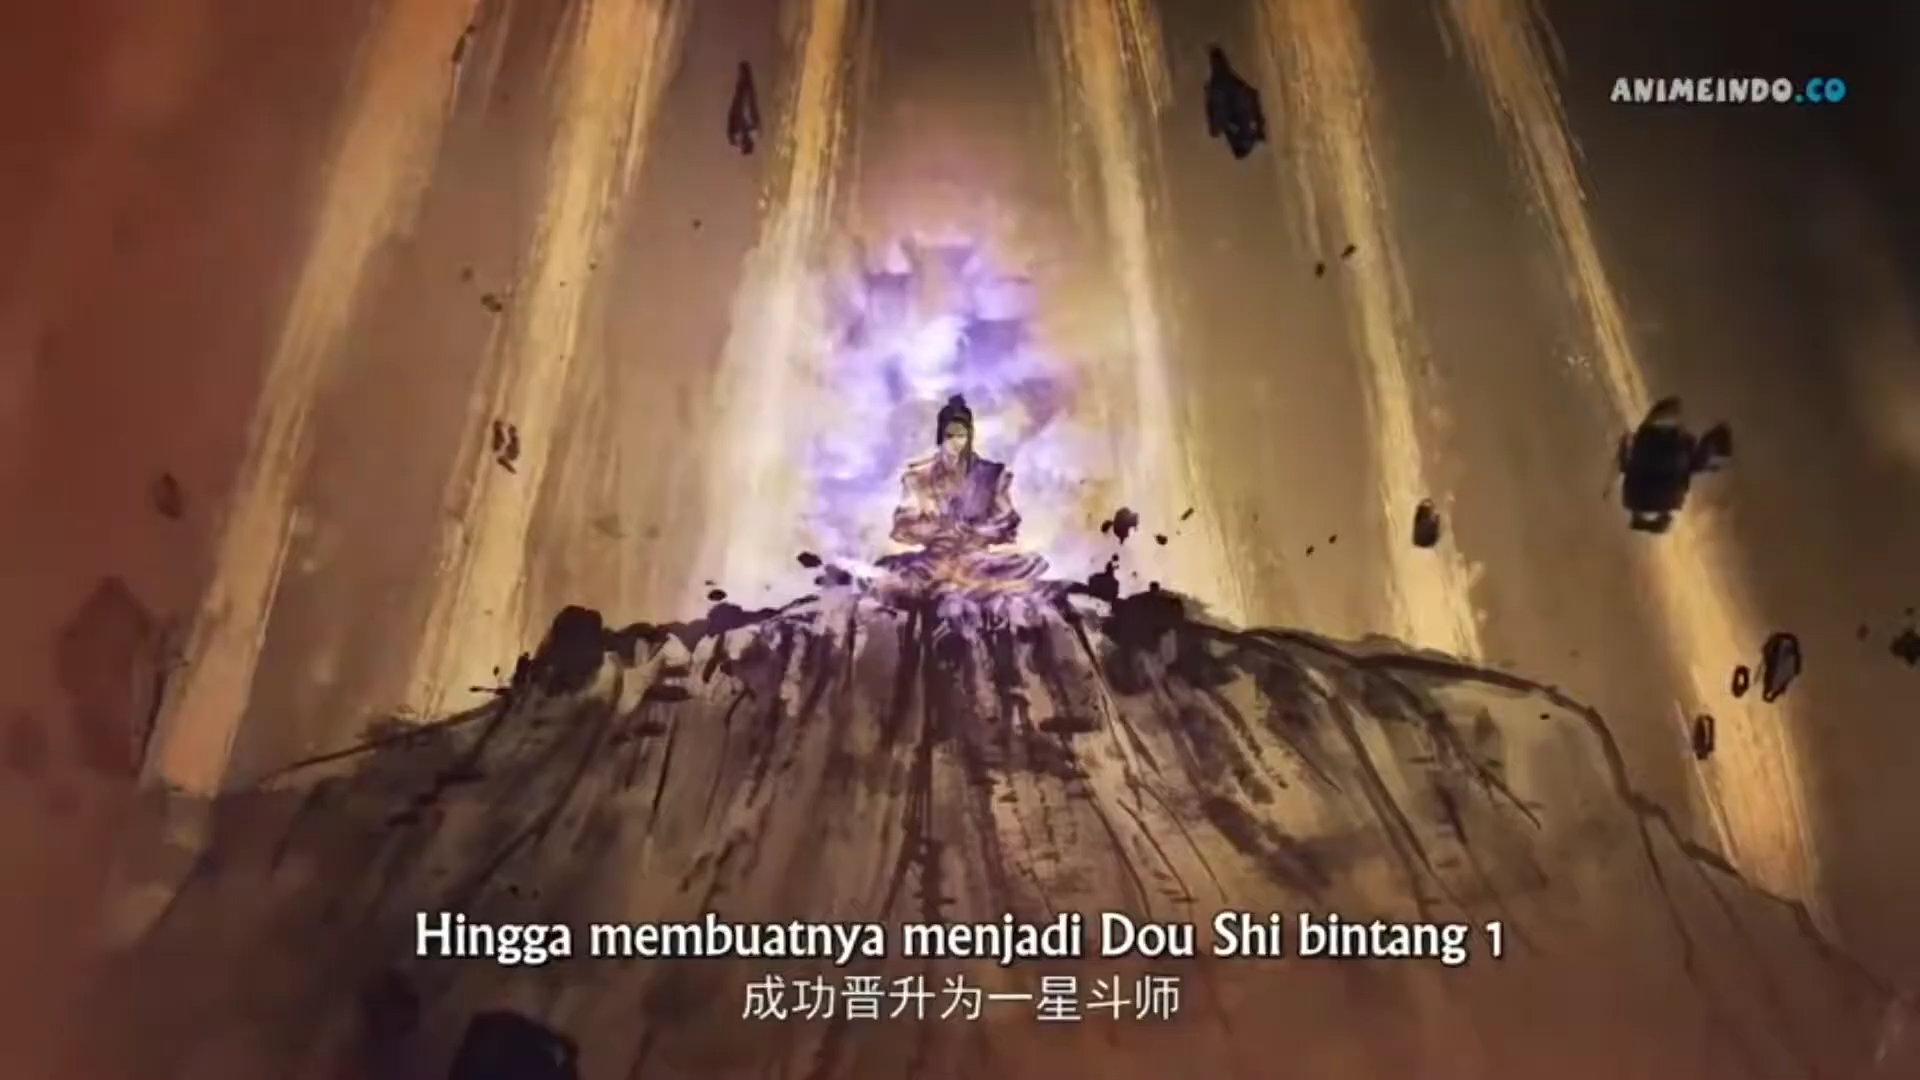 ANIMEINDO.CO
Hingga membuatnya menjadi Dou Shi bintang 1
成功晋升为一星斗师